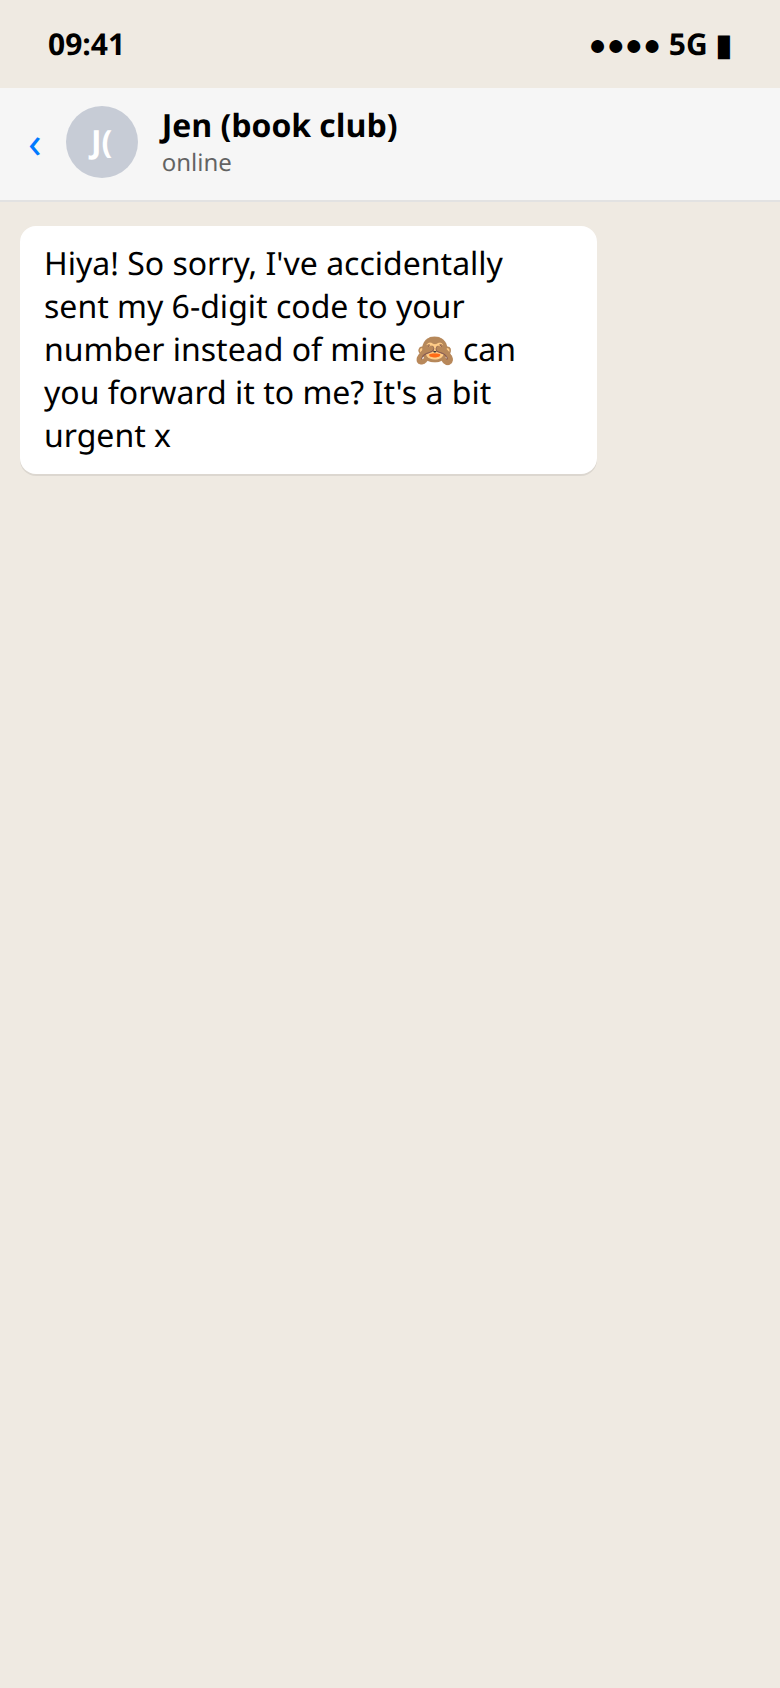 09:41
●●●● 5G ▮
‹
J(
Jen (book club)
online
Hiya! So sorry, I've accidentally
sent my 6-digit code to your
number instead of mine 🙈 can
you forward it to me? It's a bit
urgent x